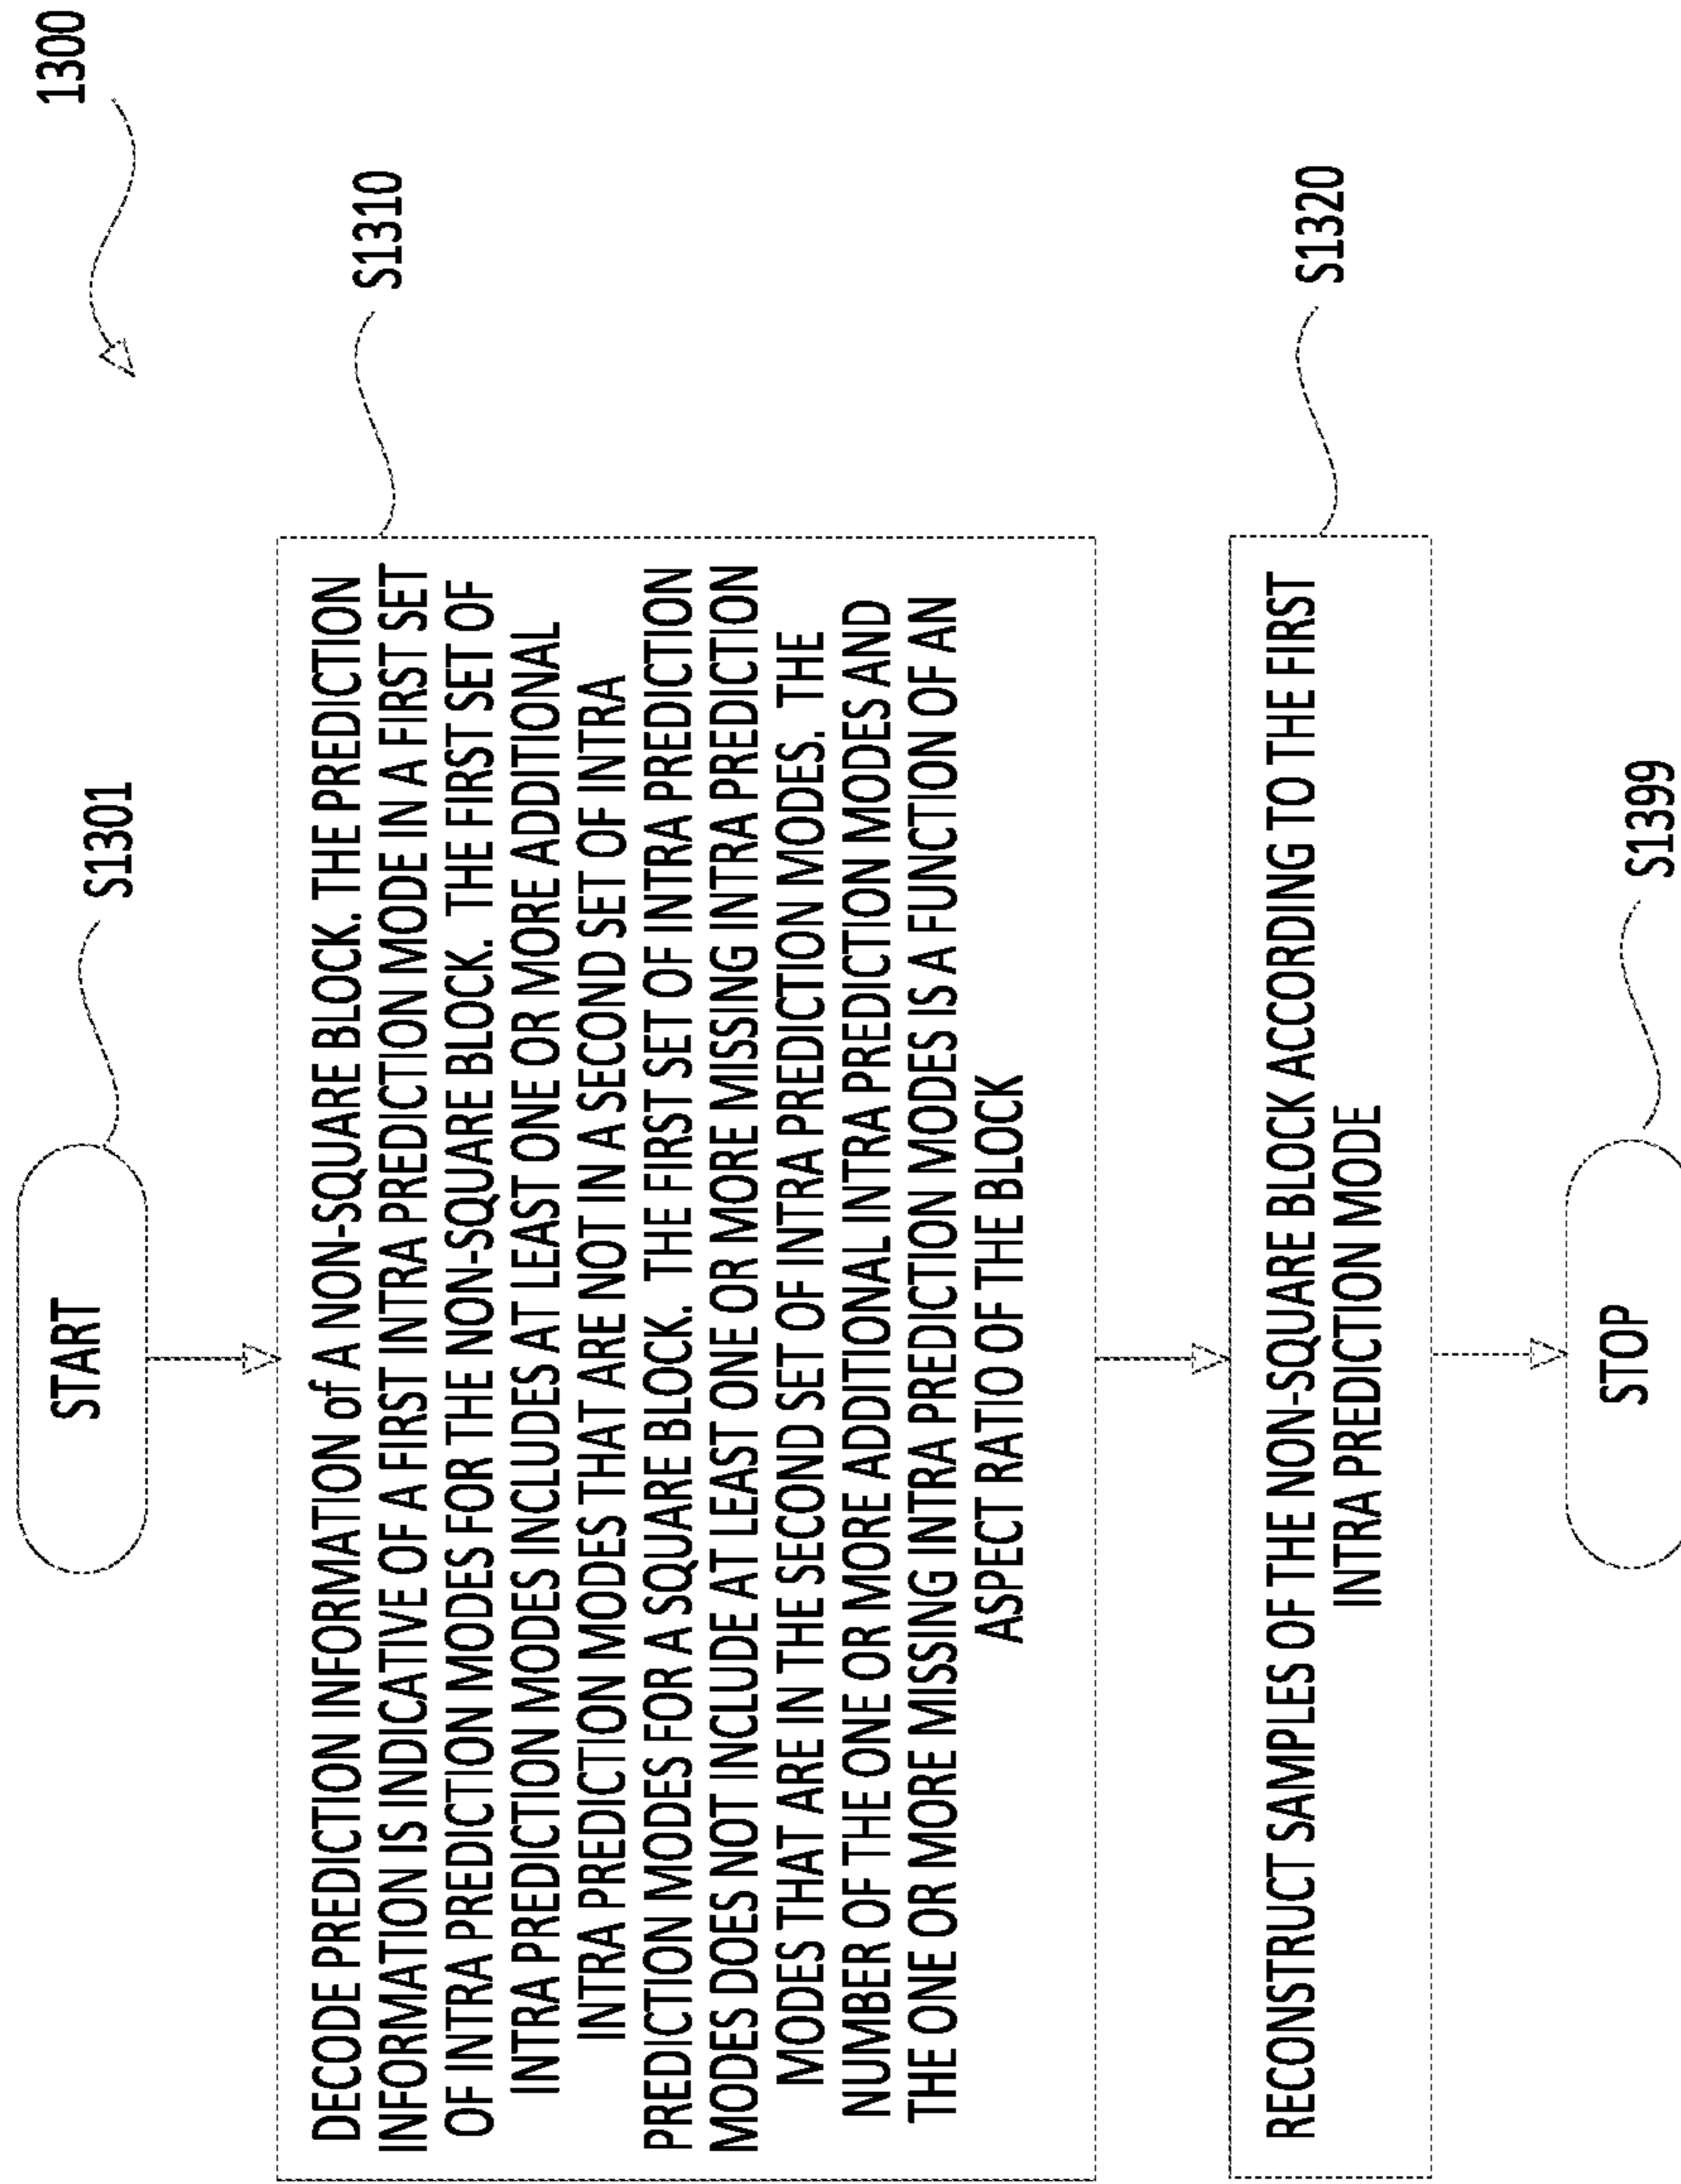 1300
START
S1301
DECODE PREDICTION INFORMATION of A NON-SQUARE BLOCK. THE PREDICTION
INFORMATION IS INDICATIVE OF A FIRST INTRA PREDICTION MODE IN A FIRST SET
OF INTRA PREDICTION MODES FOR THE NON-SQUARE BLOCK. THE FIRST SET OF
INTRA PREDICTION MODES INCLUDES AT LEAST ONE OR MORE ADDITIONAL
INTRA PREDICTION MODES THAT ARE NOT IN A SECOND SET OF INTRA
PREDICTION MODES FOR A SQUARE BLOCK. THE FIRST SET OF INTRA PREDICTION
MODES DOES NOT INCLUDE AT LEAST ONE OR MORE MISSING INTRA PREDICTION
MODES THAT ARE IN THE SECOND SET OF INTRA PREDICTION MODES. THE
NUMBER OF THE ONE OR MORE ADDITIONAL INTRA PREDICTION MODES AND
THE ONE OR MORE MISSING INTRA PREDICTION MODES IS A FUNCTION OF AN
ASPECT RATIO OF THE BLOCK
S1310
RECONSTRUCT SAMPLES OF THE NON-SQUARE BLOCK ACCORDING TO THE FIRST
INTRA PREDICTION MODE
S1320
STOP
S1399